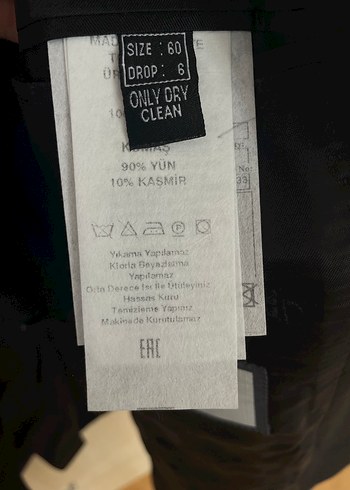 SIZE : 60
DROP: 6
ONLY DRY
CLEAN
KUMAŞ
90% YÜN
10% KAŞMİR
Yıkama Yapılamaz
Klorla Beyazlatma
Yapılamaz
Orta Derece Isı İle Ütüleyiniz
Hassas Kuru
Temizleme Yapınız
Makinada Kurutulamaz
EAC